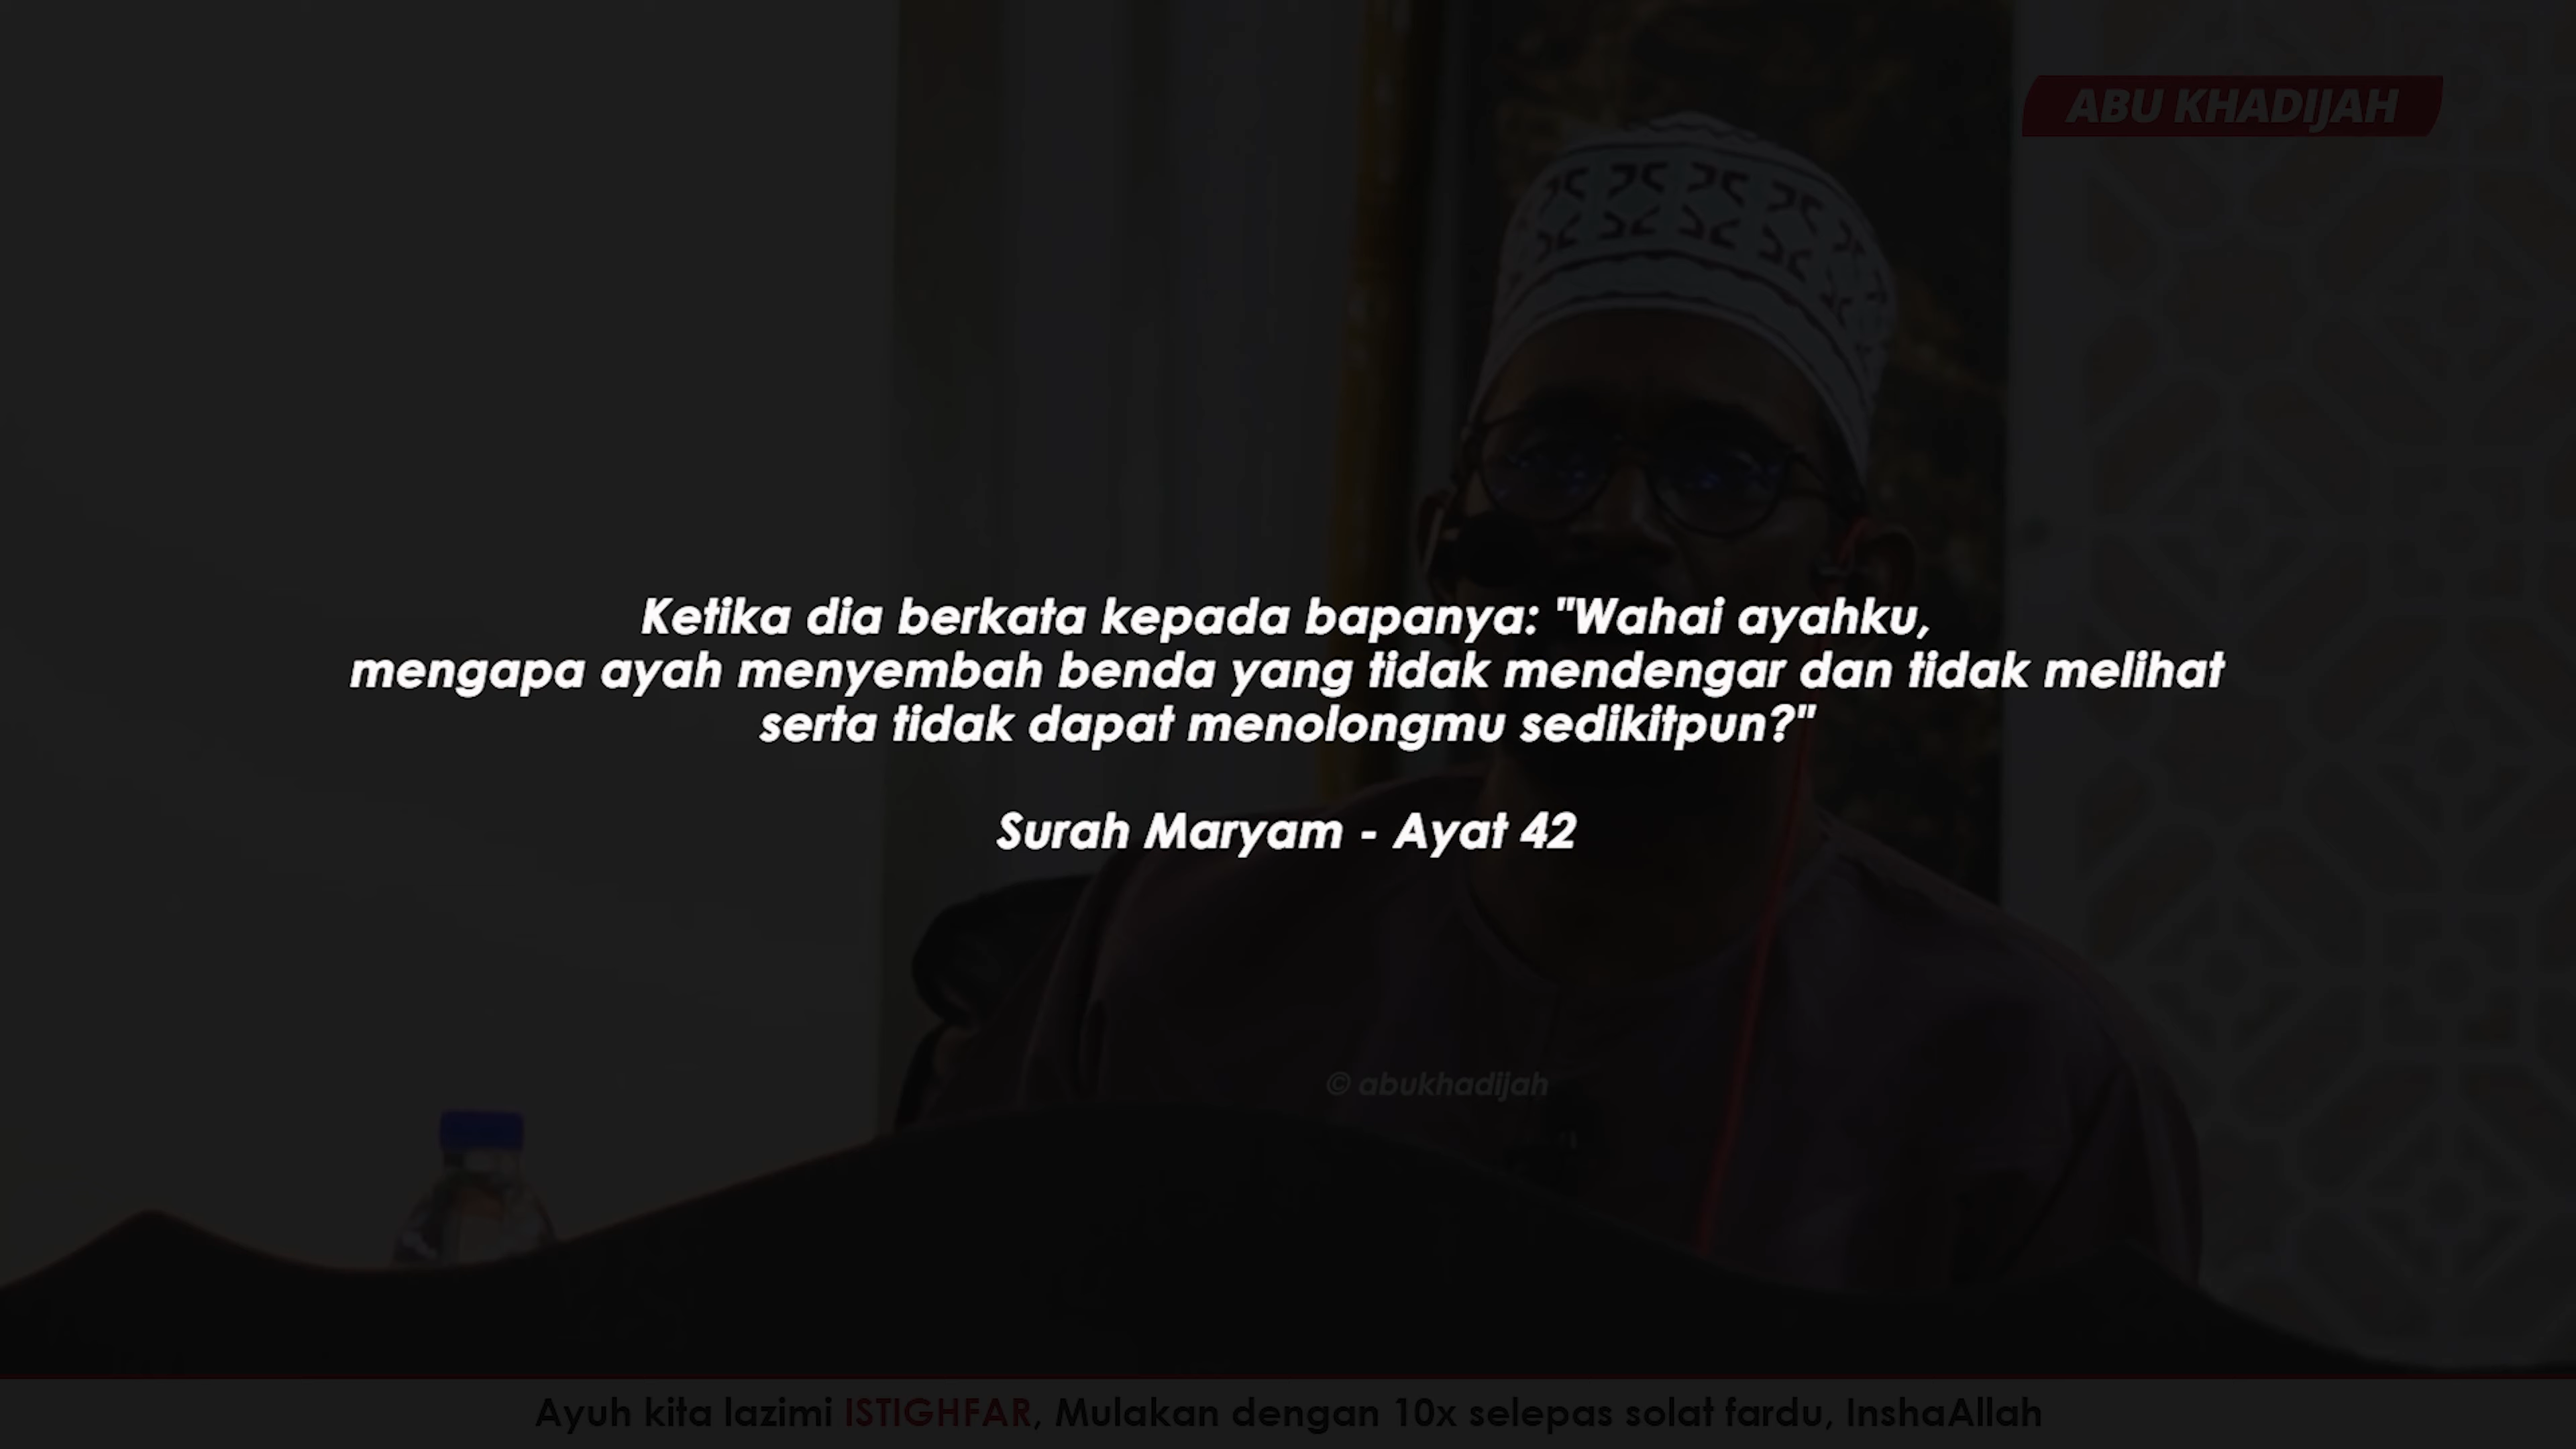 ABU KHADIJAH
Ketika dia berkata kepada bapanya: "Wahai ayahku,
mengapa ayah menyembah benda yang tidak mendengar dan tidak melihat
serta tidak dapat menolongmu sedikitpun?"
Surah Maryam - Ayat 42
© abukhadijah
Ayuh kita lazimi ISTIGHFAR, Mulakan dengan 10x selepas solat fardu, InshaAllah